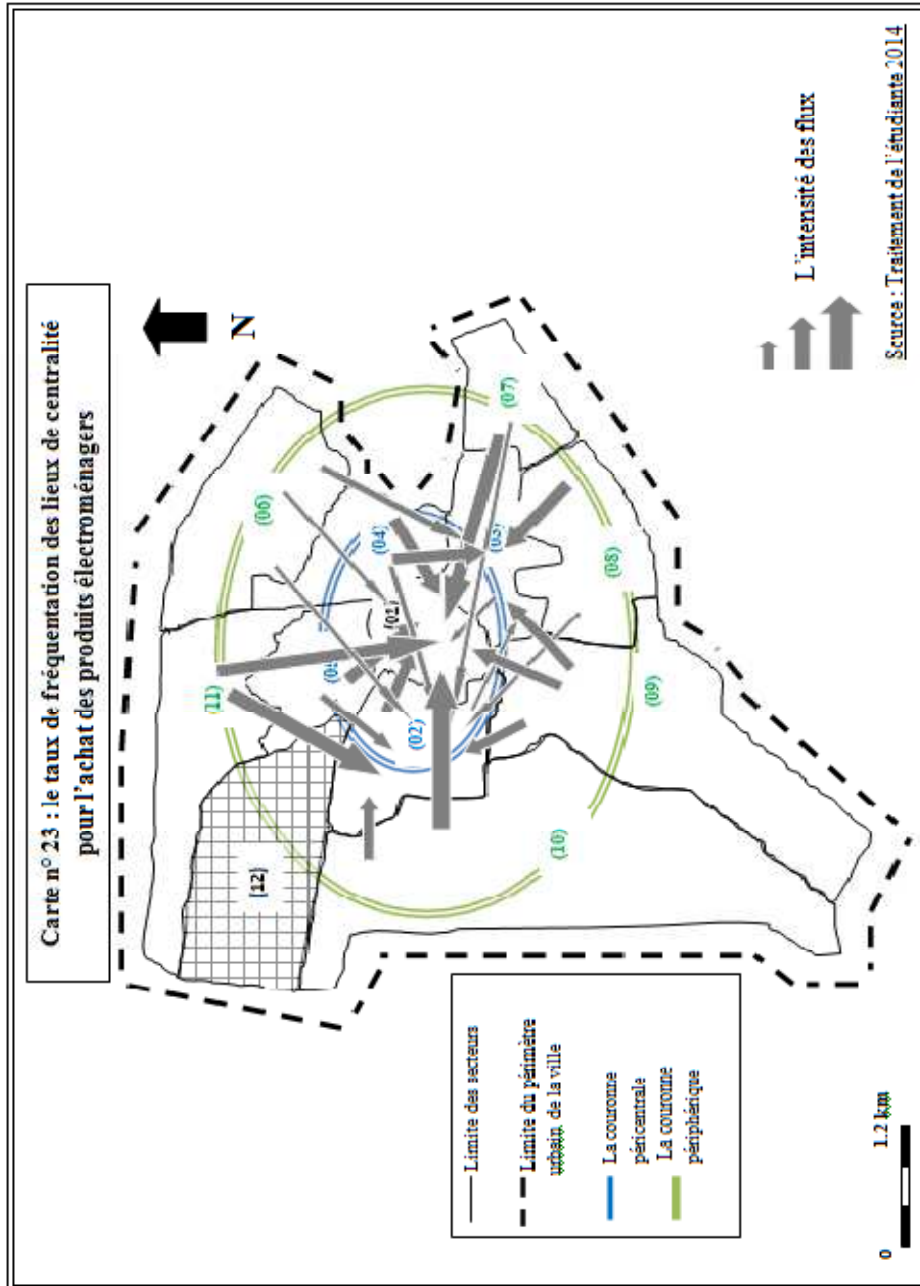 Carte n° 23 : le taux de fréquentation des lieux de centralité
pour l'achat des produits électroménagers
N
(11)
(06)
(04)
(01)
(05
(02)
(03)
(07)
[12]
(10)
(09)
(08)
Limite des secteurs
Limite du périmètre
urbain de la ville
La couronne
péricentrale
La couronne
périphérique
L'intensité des flux
0
1.2 km
Source : Traitement de l'étudiante 2014